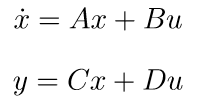 ẋ = Ax + Bu
y = Cx + Du